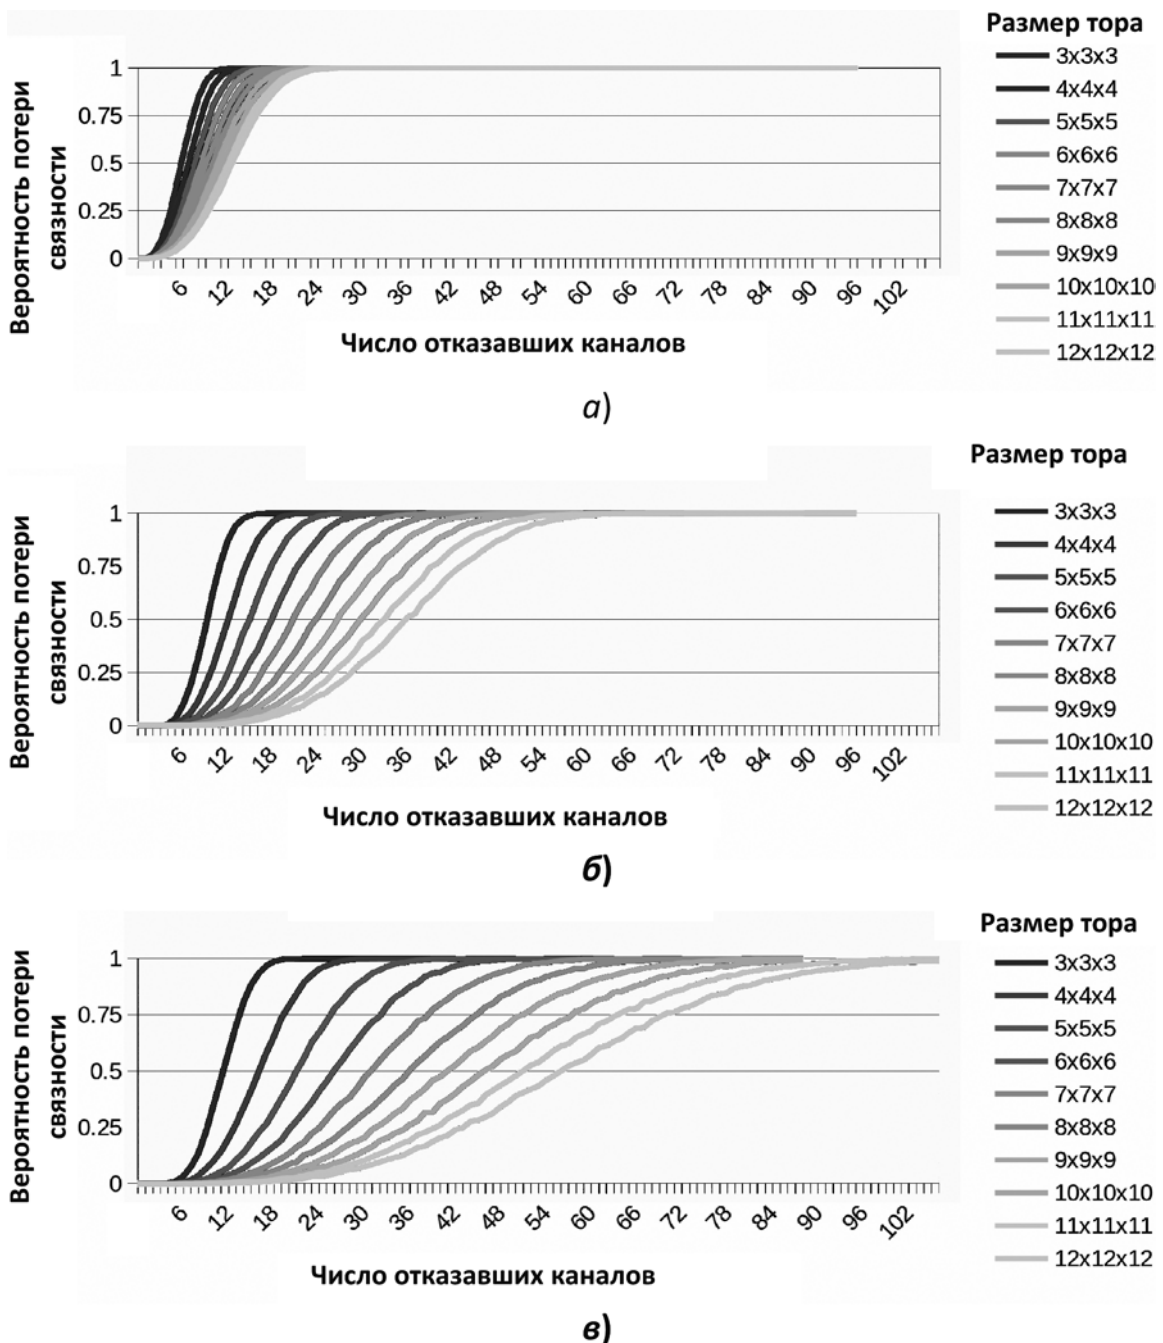 Размер тора
Вероятность потери
связности
1
0.75
0.5
0.25
0
6 12 18 24 30 36 42 48 54 60 66 72 78 84 90 96 102
Число отказавших каналов
3x3x3
4x4x4
5x5x5
6x6x6
7x7x7
8x8x8
9x9x9
10x10x10
11x11x11
12x12x12
а)
Размер тора
Вероятность потери
связности
1
0.75
0.5
0.25
0
6 12 18 24 30 36 42 48 54 60 66 72 78 84 90 96 102
Число отказавших каналов
3x3x3
4x4x4
5x5x5
6x6x6
7x7x7
8x8x8
9x9x9
10x10x10
11x11x11
12x12x12
б)
Размер тора
Вероятность потери
связности
1
0.75
0.5
0.25
0
6 12 18 24 30 36 42 48 54 60 66 72 78 84 90 96 102
Число отказавших каналов
3x3x3
4x4x4
5x5x5
6x6x6
7x7x7
8x8x8
9x9x9
10x10x10
11x11x11
12x12x12
в)